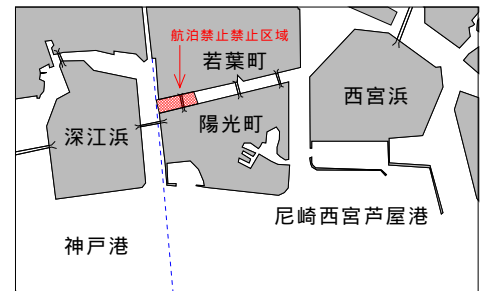 航泊禁止禁止区域
若葉町
西宮浜
深江浜
陽光町
尼崎西宮芦屋港
神戸港